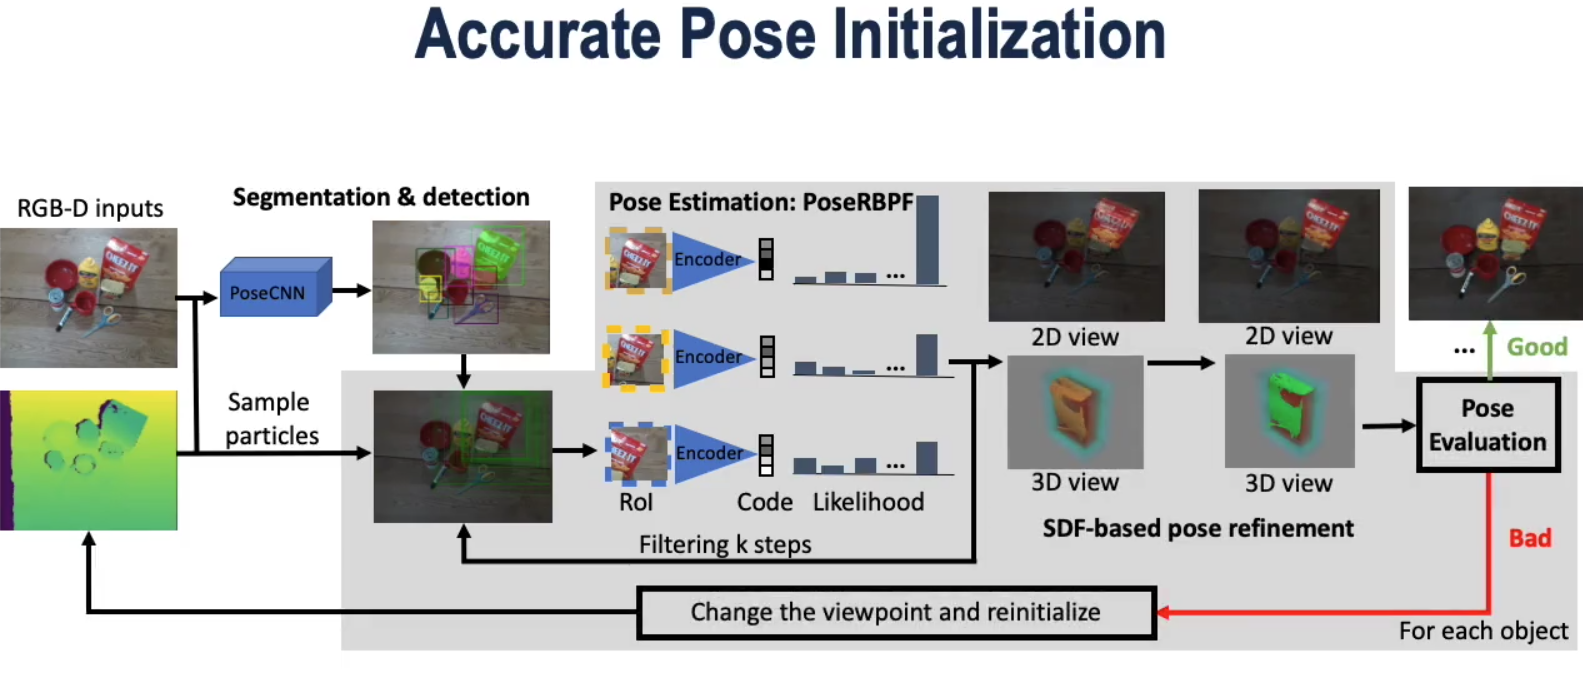 Accurate Pose Initialization
RGB-D inputs
Segmentation & detection
PoseCNN
Sample
particles
Pose Estimation: PoseRBPF
Encoder
...
Encoder
...
Encoder
...
RoI
Code
Likelihood
Filtering k steps
2D view
3D view
2D view
3D view
SDF-based pose refinement
Pose
Evaluation
...
Good
Bad
Change the viewpoint and reinitialize
For each object